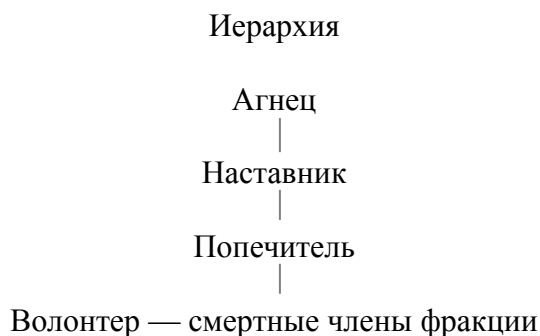 Иерархия
Агнец
Наставник
Попечитель
Волонтер — смертные члены фракции